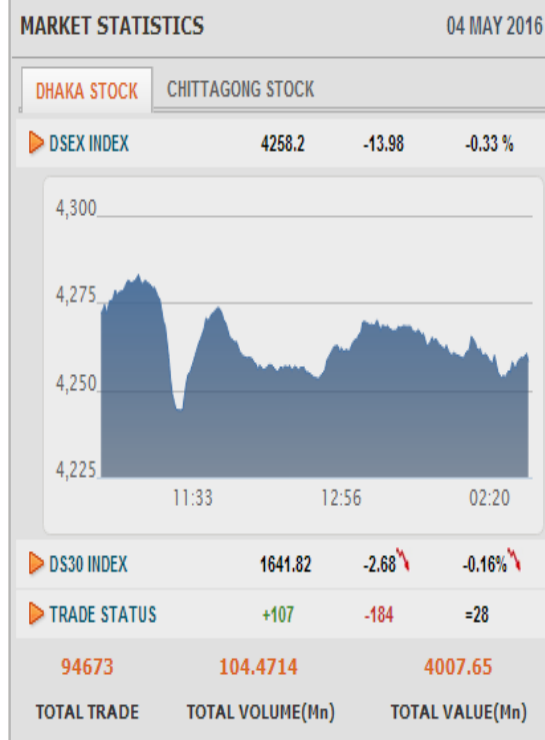 MARKET STATISTICS 04 MAY 2016
DHAKA STOCK CHITTAGONG STOCK
DSEX INDEX 4258.2 -13.98 -0.33 %
4,300
4,275
4,250
4,225
11:33 12:56 02:20
DS30 INDEX 1641.82 -2.68 -0.16%
TRADE STATUS +107 -184 =28
94673 104.4714 4007.65
TOTAL TRADE TOTAL VOLUME(Mn) TOTAL VALUE(Mn)